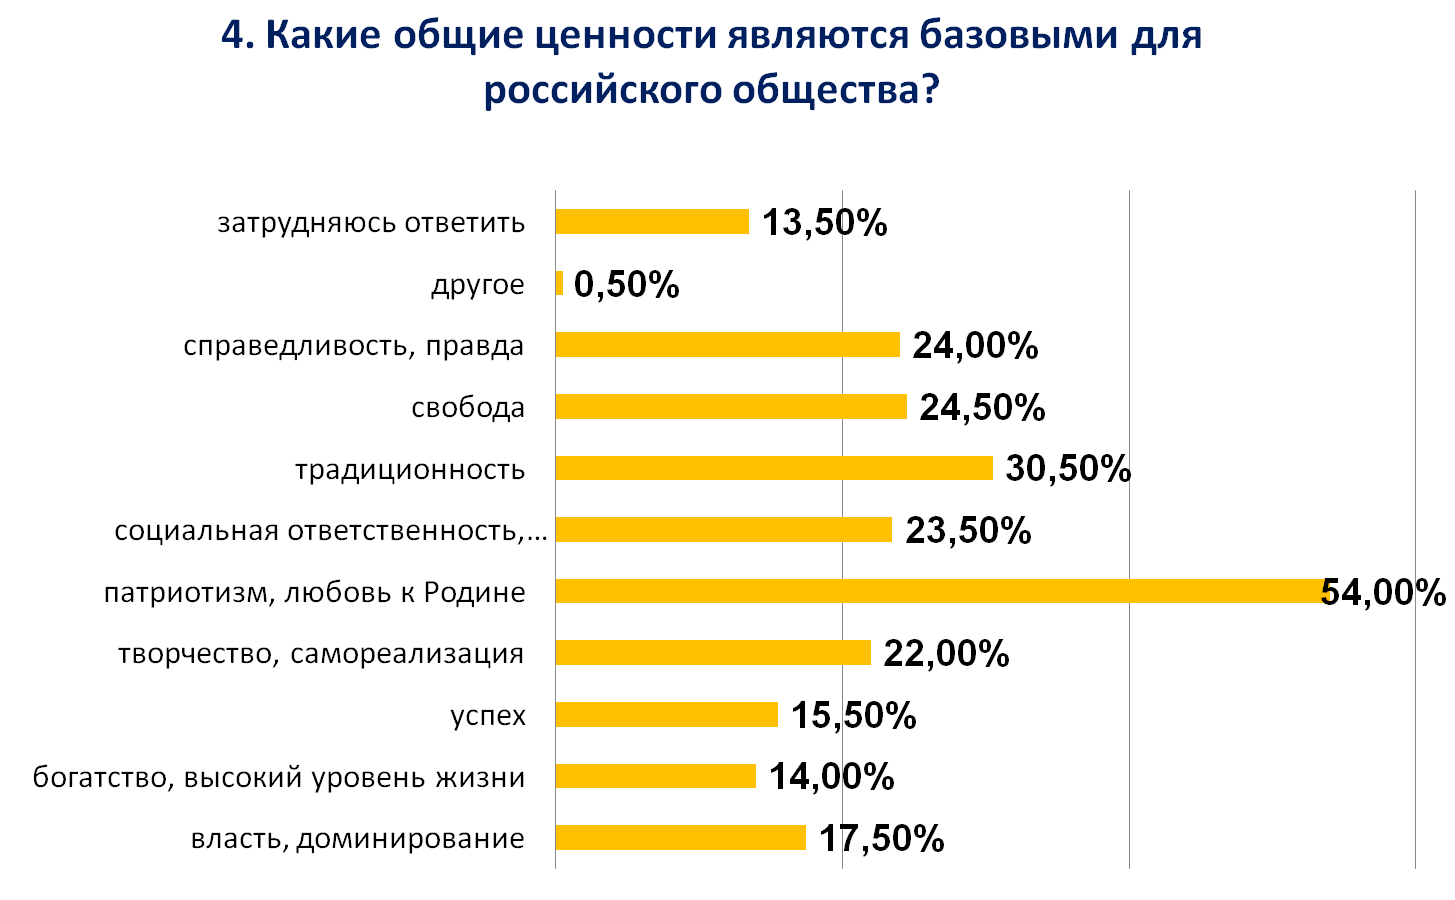 4. Какие общие ценности являются базовыми для
российского общества?
затрудняюсь ответить 13,50%
другое 0,50%
справедливость, правда 24,00%
свобода 24,50%
традиционность 30,50%
социальная ответственность,... 23,50%
патриотизм, любовь к Родине 54,00%
творчество, самореализация 22,00%
успех 15,50%
богатство, высокий уровень жизни 14,00%
власть, доминирование 17,50%